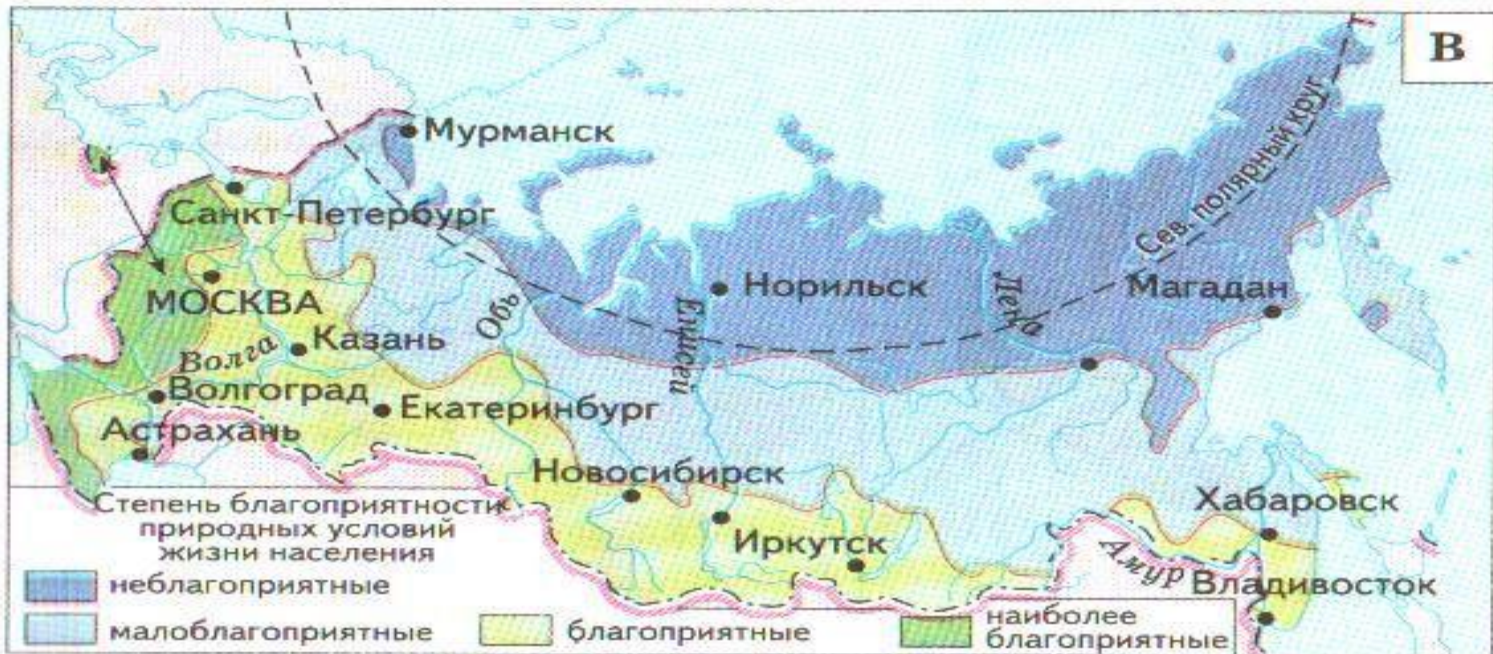 В
Мурманск
Санкт-Петербург
Сев. полярный круг
МОСКВА
Обь
Енисей
Норильск
Лена
Магадан
Волга
Казань
Волгоград
Екатеринбург
Астрахань
Новосибирск
Хабаровск
Иркутск
Амур
Владивосток
Степень благоприятности
природных условий
жизни населения
неблагоприятные
малоблагоприятные
благоприятные
наиболее
благоприятные